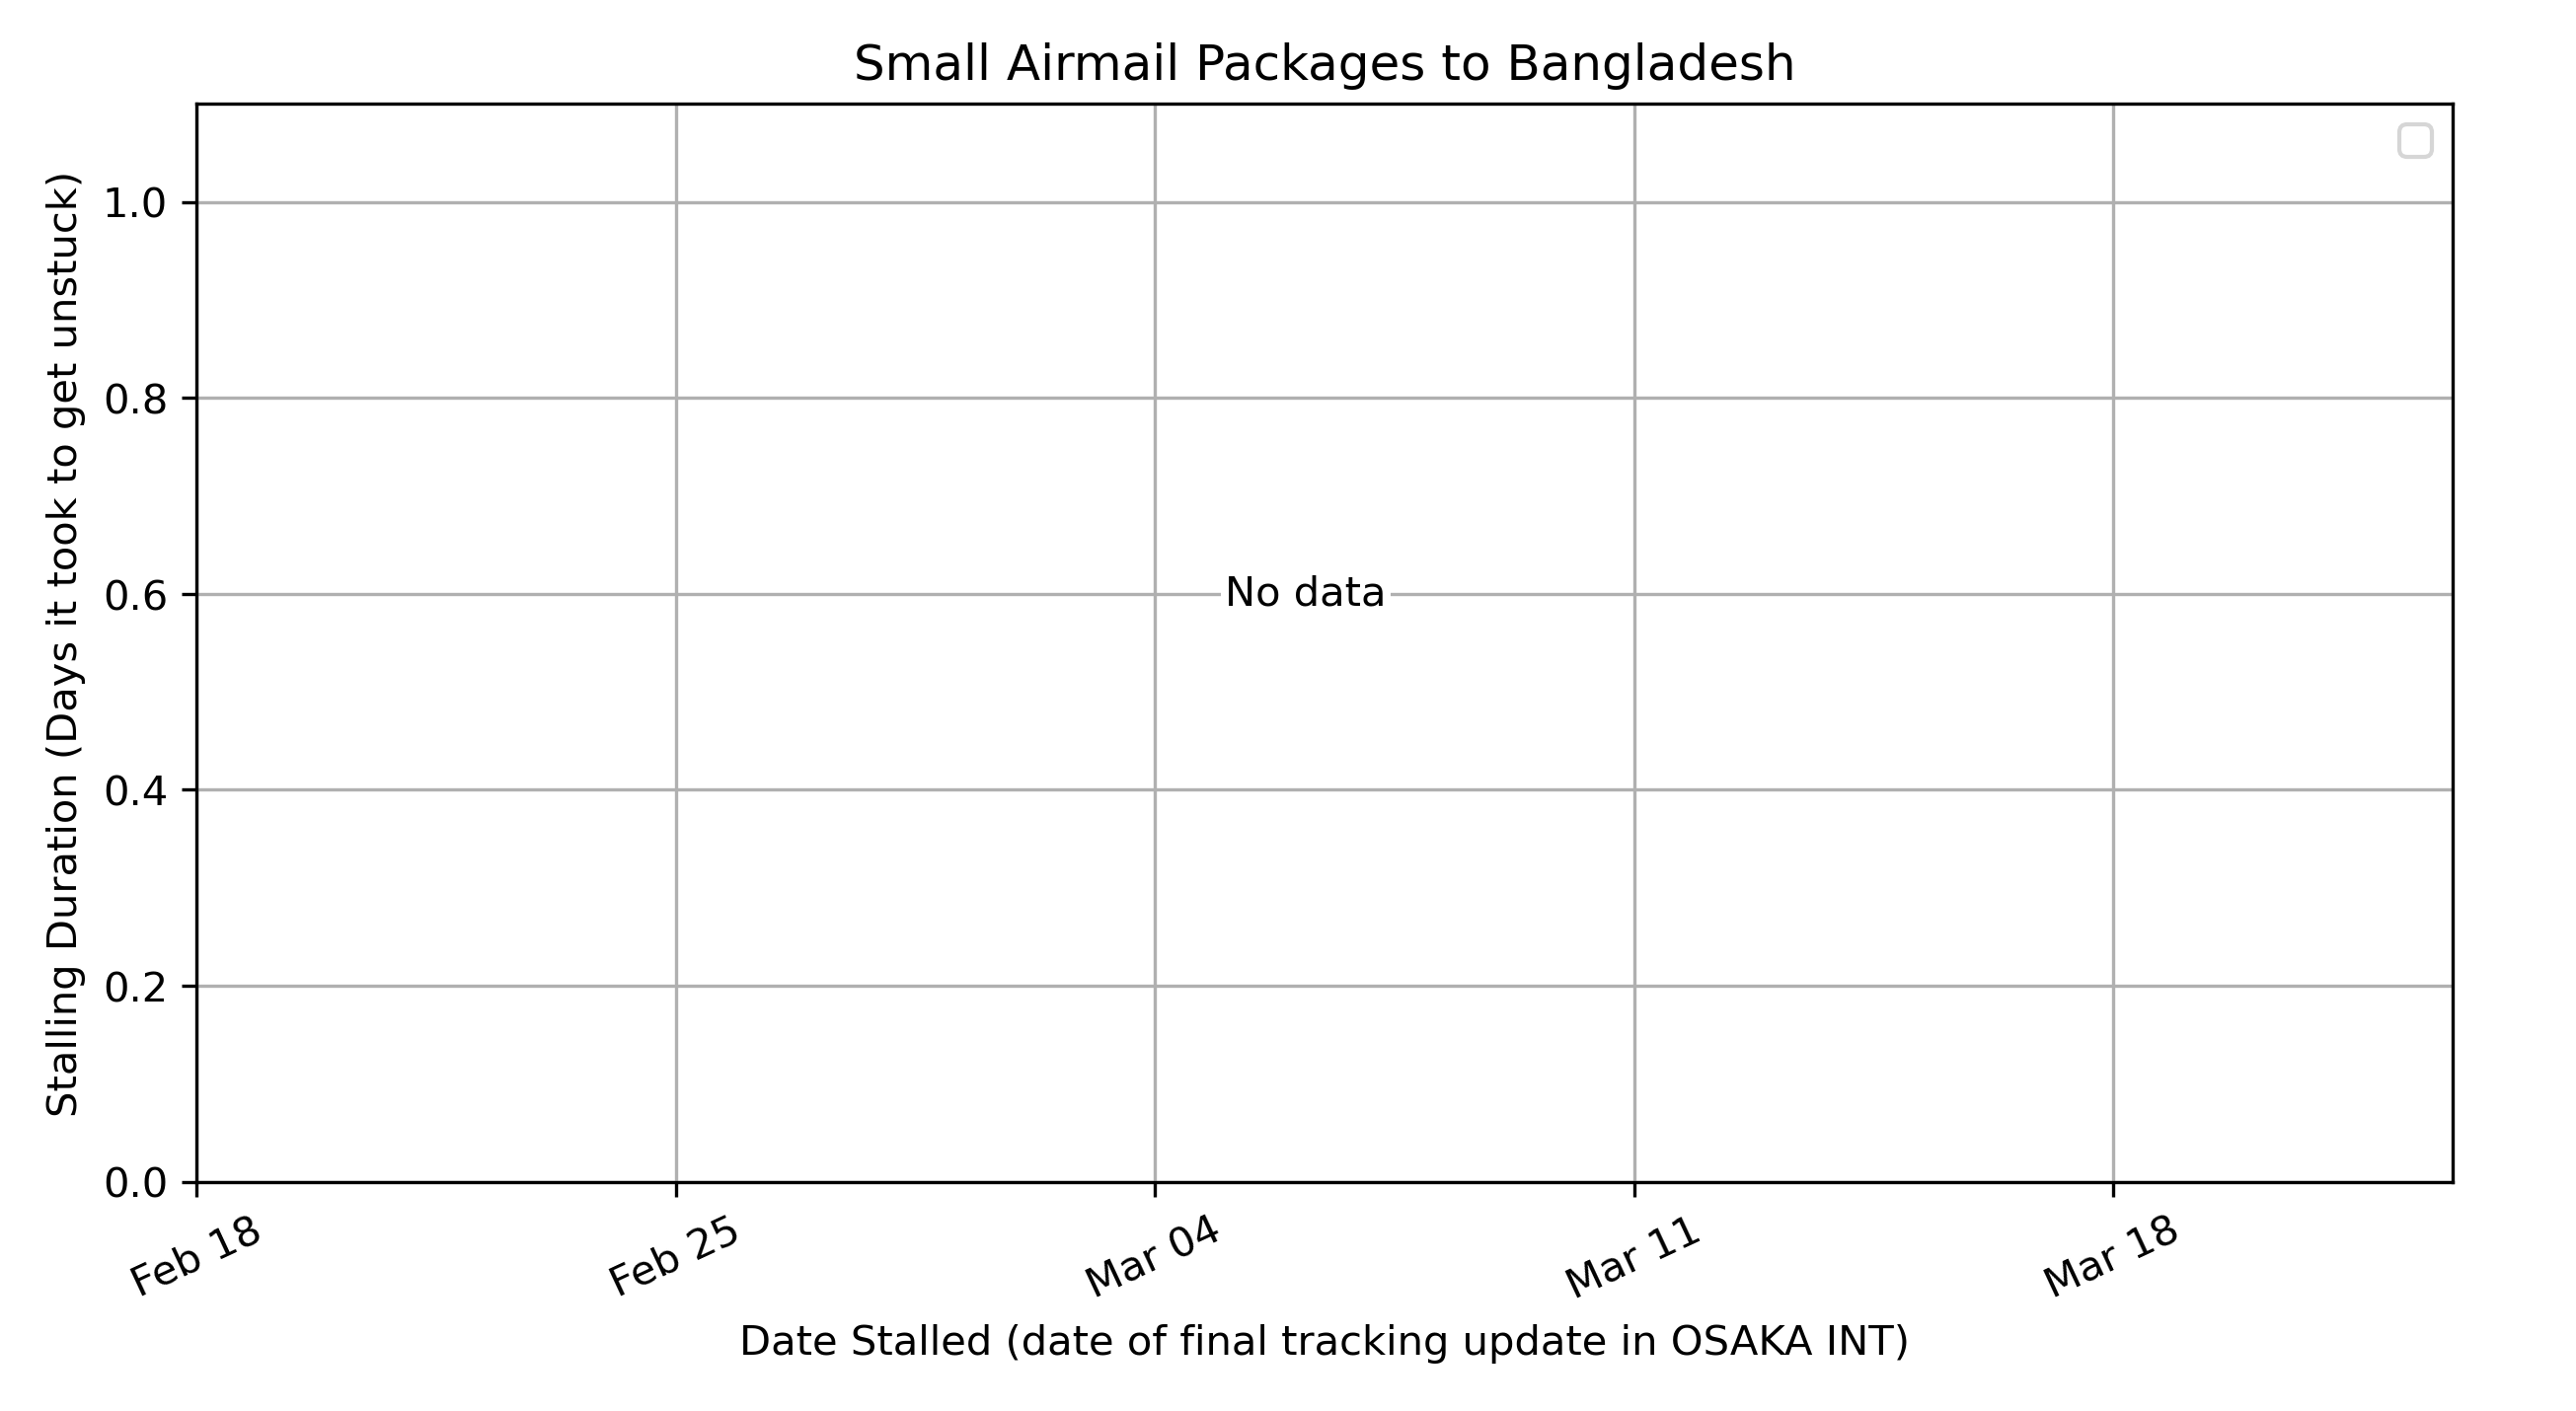 Small Airmail Packages to Bangladesh
Stalling Duration (Days it took to get unstuck)
1.0
0.8
0.6
0.4
0.2
0.0
No data
Feb 18
Feb 25
Mar 04
Mar 11
Mar 18
Date Stalled (date of final tracking update in OSAKA INT)